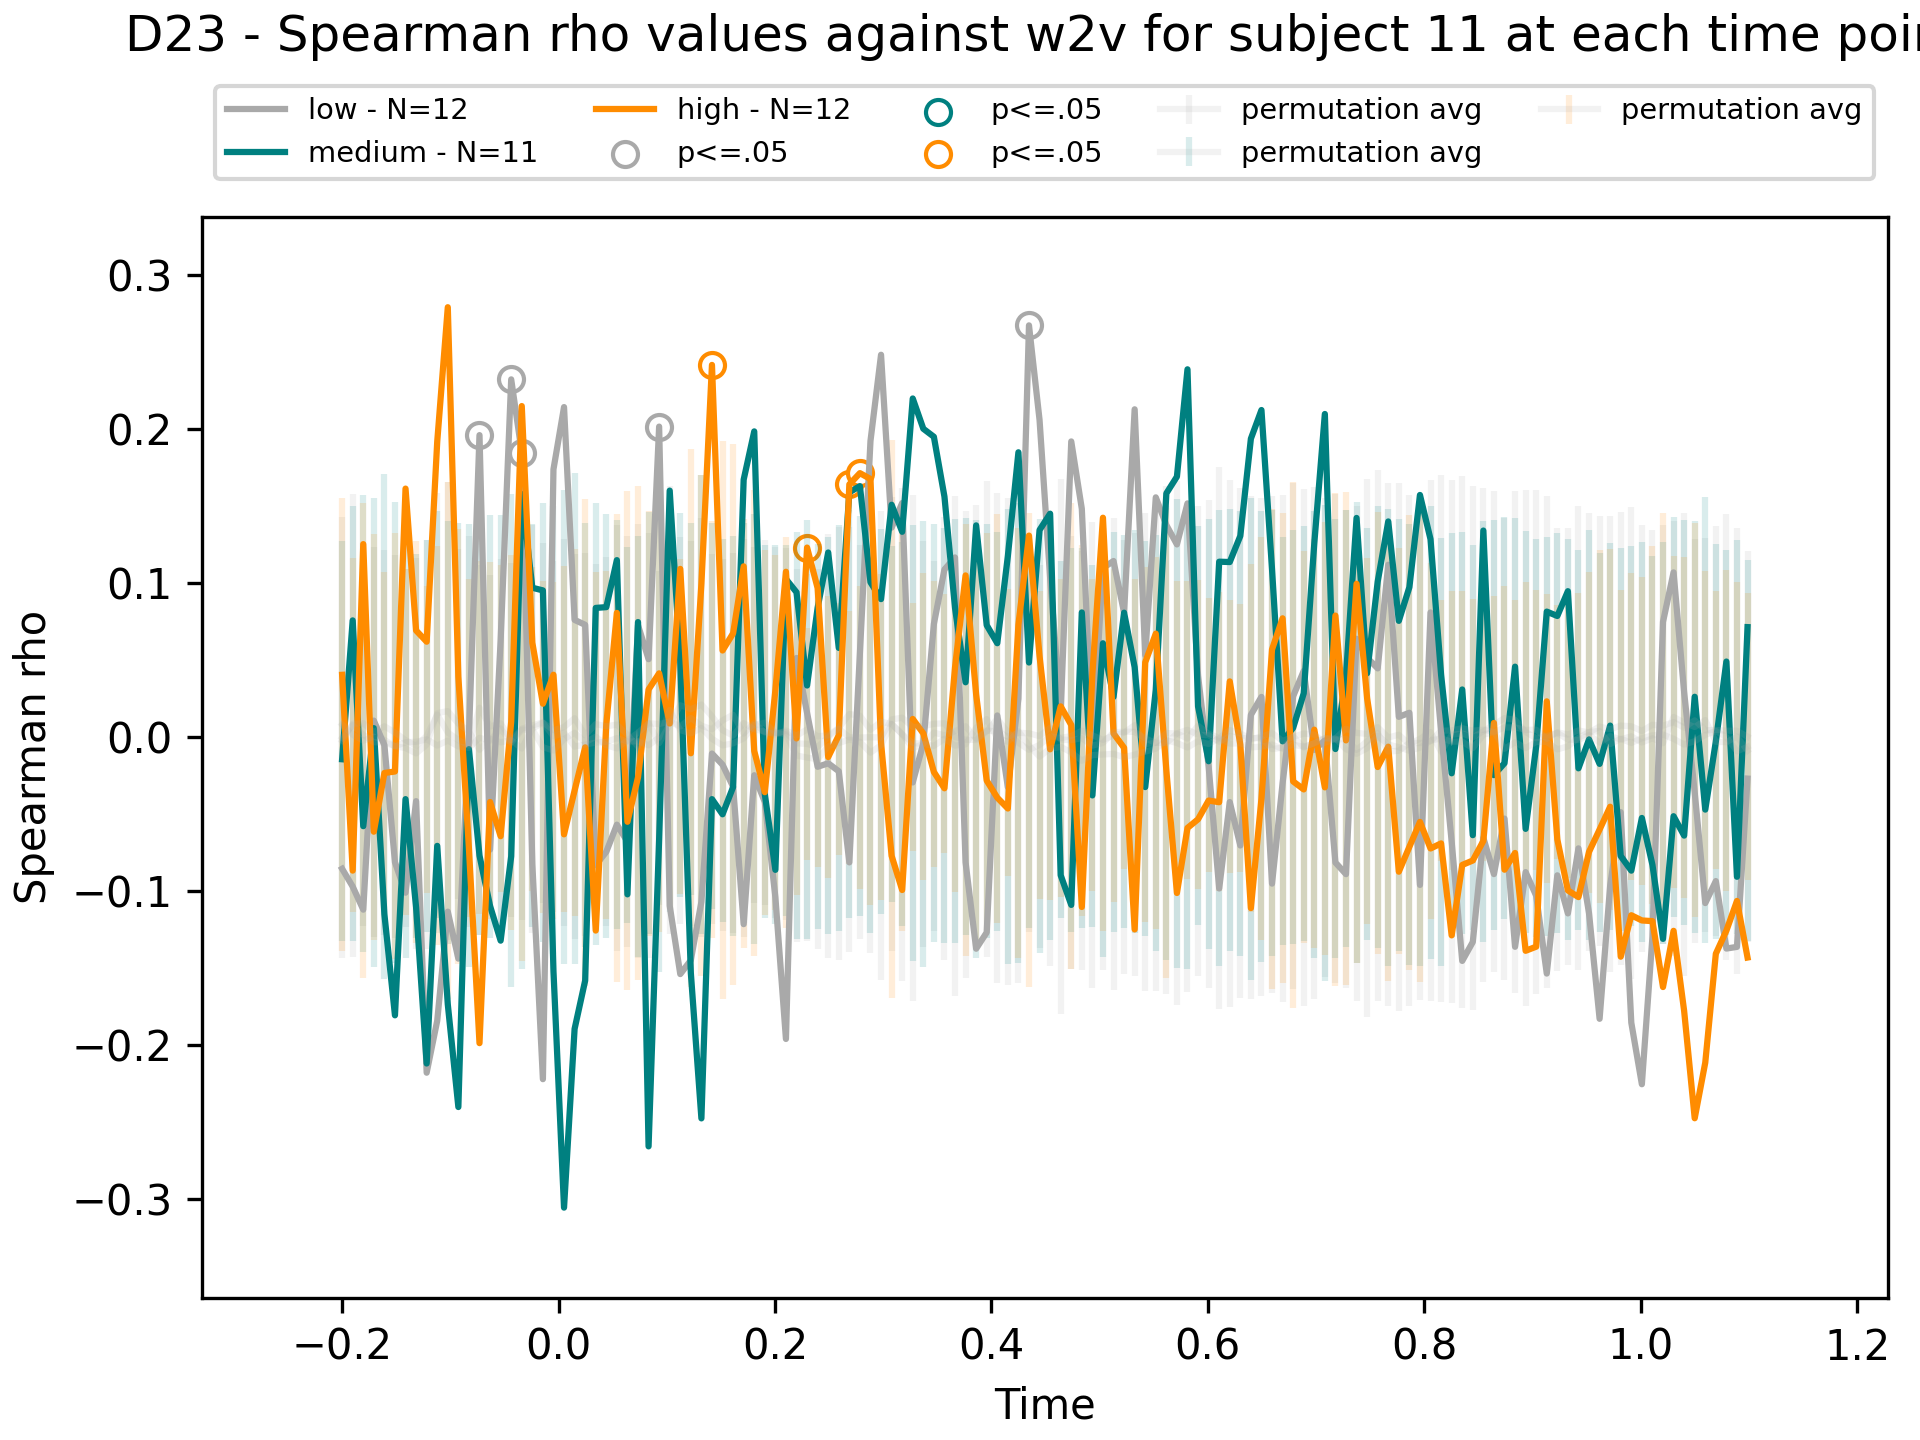 D23 - Spearman rho values against w2v for subject 11 at each time poi
low - N=12
medium - N=11
high - N=12
p<=.05
p<=.05
p<=.05
permutation avg
permutation avg
permutation avg
Spearman rho
0.3
0.2
0.1
0.0
−0.1
−0.2
−0.3
−0.2 0.0 0.2 0.4 0.6 0.8 1.0 1.2
Time